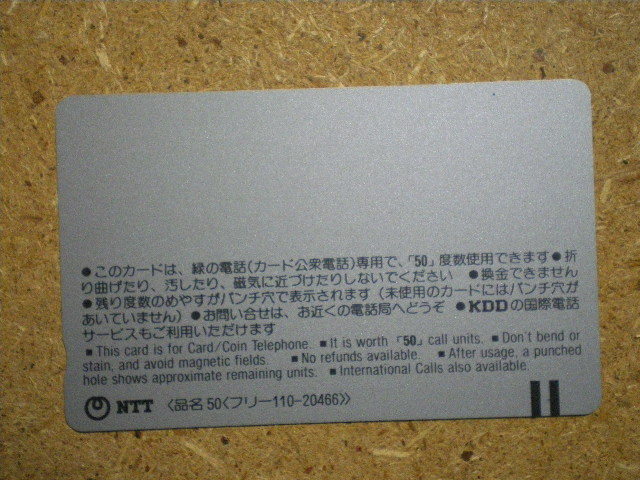 ●このカードは、緑の電話(カード公衆電話)専用で、「50」度数使用できます●折
り曲げたり、汚したり、磁気に近づけたりしないでください ●換金できません
●残り度数のめやすがパンチ穴で表示されます(未使用のカードにはパンチ穴が
あいていません)●お問い合せは、お近くの電話局へどうぞ ●KDDの国際電話
サービスもご利用いただけます
■This card is for Card/Coin Telephone. ■It is worth「50」call units. ■Don't bend or
stain, and avoid magnetic fields. ■No refunds available. ■After usage, a punched
hole shows approximate remaining units. ■International Calls also available.
NTT 〈品名 50〈フリー110-20466〉〉